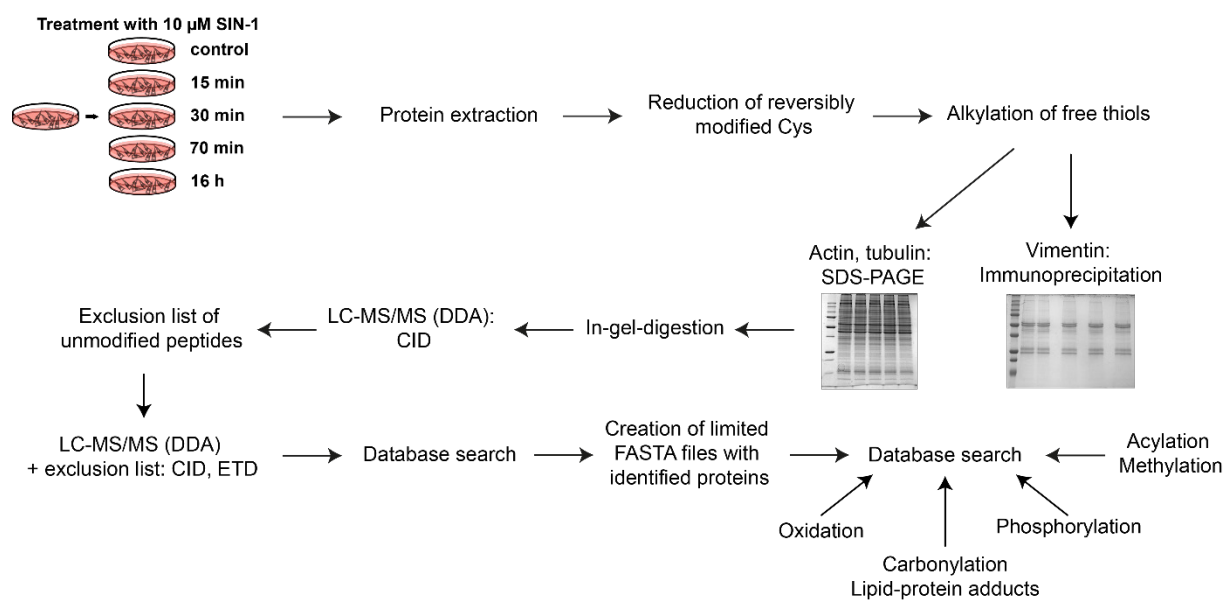 Treatment with 10 µM SIN-1
control
15 min
30 min
70 min
16 h
Protein extraction
Reduction of reversibly
modified Cys
Alkylation of free thiols
Actin, tubulin:
SDS-PAGE
Vimentin:
Immunoprecipitation
In-gel-digestion
LC-MS/MS (DDA):
CID
Exclusion list of
unmodified peptides
LC-MS/MS (DDA)
+ exclusion list: CID, ETD
Database search
Creation of limited
FASTA files with
identified proteins
Database search
Acylation
Methylation
Oxidation
Carbonylation
Lipid-protein adducts
Phosphorylation